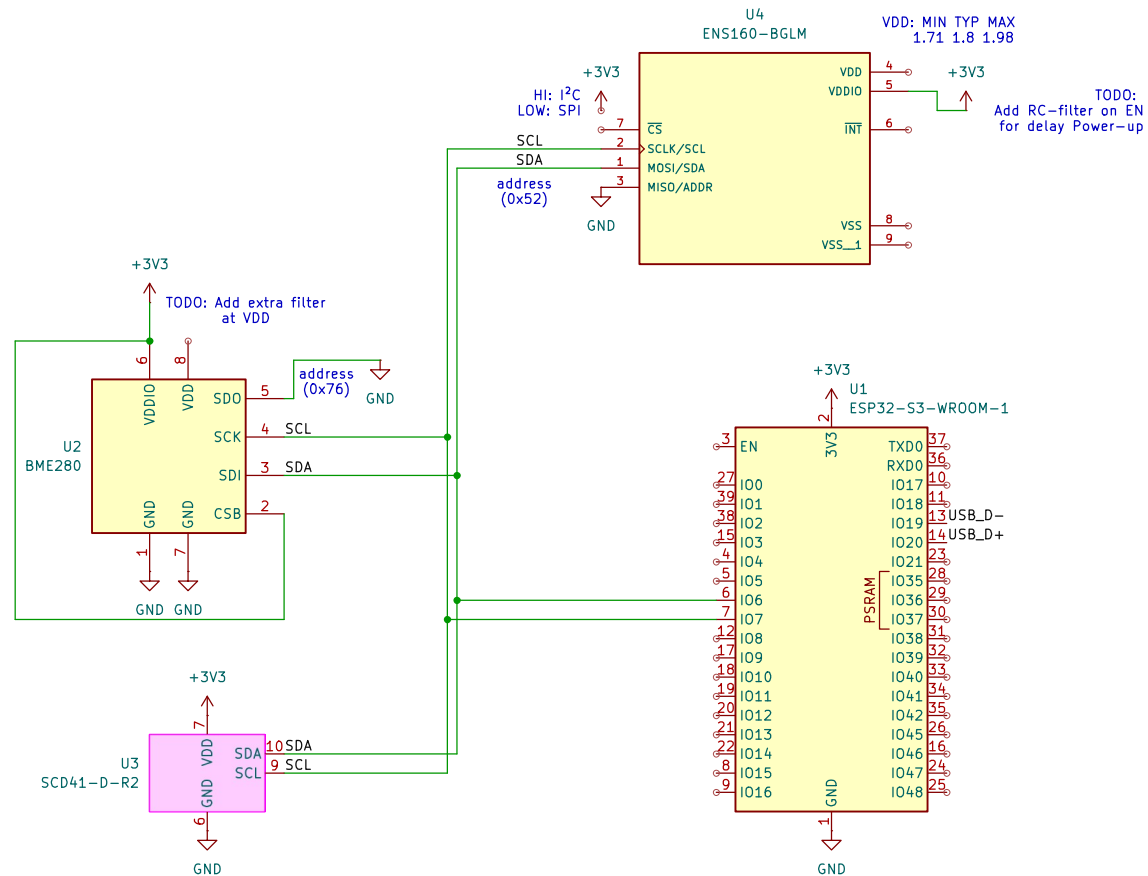 U4
ENS160-BGLM
VDD: MIN TYP MAX
1.71 1.8 1.98
+3V3
HI: I²C
LOW: SPI
7 CS
2 SCLK/SCL
1 MOSI/SDA
3 MISO/ADDR
VDD 4
VDDIO 5
INT 6
VSS 8
VSS__1 9
+3V3
TODO:
Add RC-filter on EN
for delay Power-up
SCL
SDA
address
(0x52)
GND
+3V3
TODO: Add extra filter
at VDD
6 VDDIO
8 VDD
SDO 5
SCK 4
SDI 3
CSB 2
GND 1
GND 7
U2
BME280
address
(0x76)
GND
SCL
SDA
GND GND
+3V3
U3
SCD41-D-R2
7 VDD
SDA 10
SCL 9
GND 6
SDA
SCL
GND
+3V3
U1
ESP32-S3-WROOM-1
2 3V3
3 EN
27 IO0
39 IO1
38 IO2
15 IO3
4 IO4
5 IO5
6 IO6
7 IO7
12 IO8
17 IO9
18 IO10
19 IO11
20 IO12
21 IO13
22 IO14
8 IO15
9 IO16
TXD0 37
RXD0 36
IO17 10
IO18 11
IO19 13 USB_D-
IO20 14 USB_D+
IO21 23
IO35 28
IO36 29
IO37 30
IO38 31
IO39 32
IO40 33
IO41 34
IO42 35
IO45 26
IO46 16
IO47 24
IO48 25
PSRAM
GND 1
GND